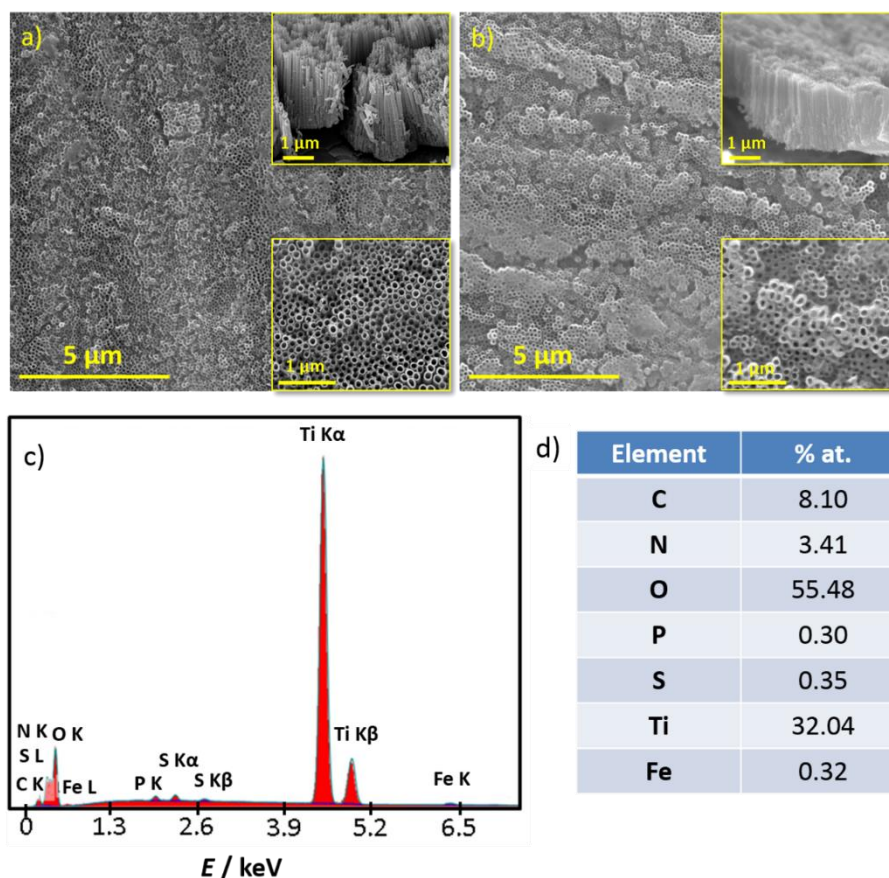 a)
1 μm
5 μm
1 μm
b)
1 μm
5 μm
1 μm
c)
Ti Kα
N K
O K
S L
C K
Fe L
P K
S Kα
S Kβ
Ti Kβ
Fe K
0 1.3 2.6 3.9 5.2 6.5
E / keV
d)
Element % at.
C 8.10
N 3.41
O 55.48
P 0.30
S 0.35
Ti 32.04
Fe 0.32